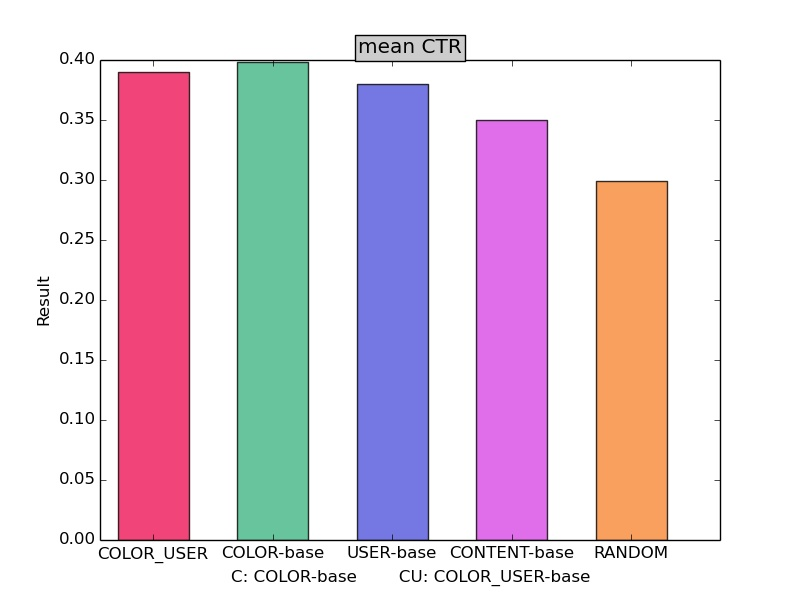 mean CTR
0.40
0.35
0.30
0.25
0.20
0.15
0.10
0.05
0.00
Result
COLOR_USER COLOR-base USER-base CONTENT-base RANDOM
C: COLOR-base CU: COLOR_USER-base